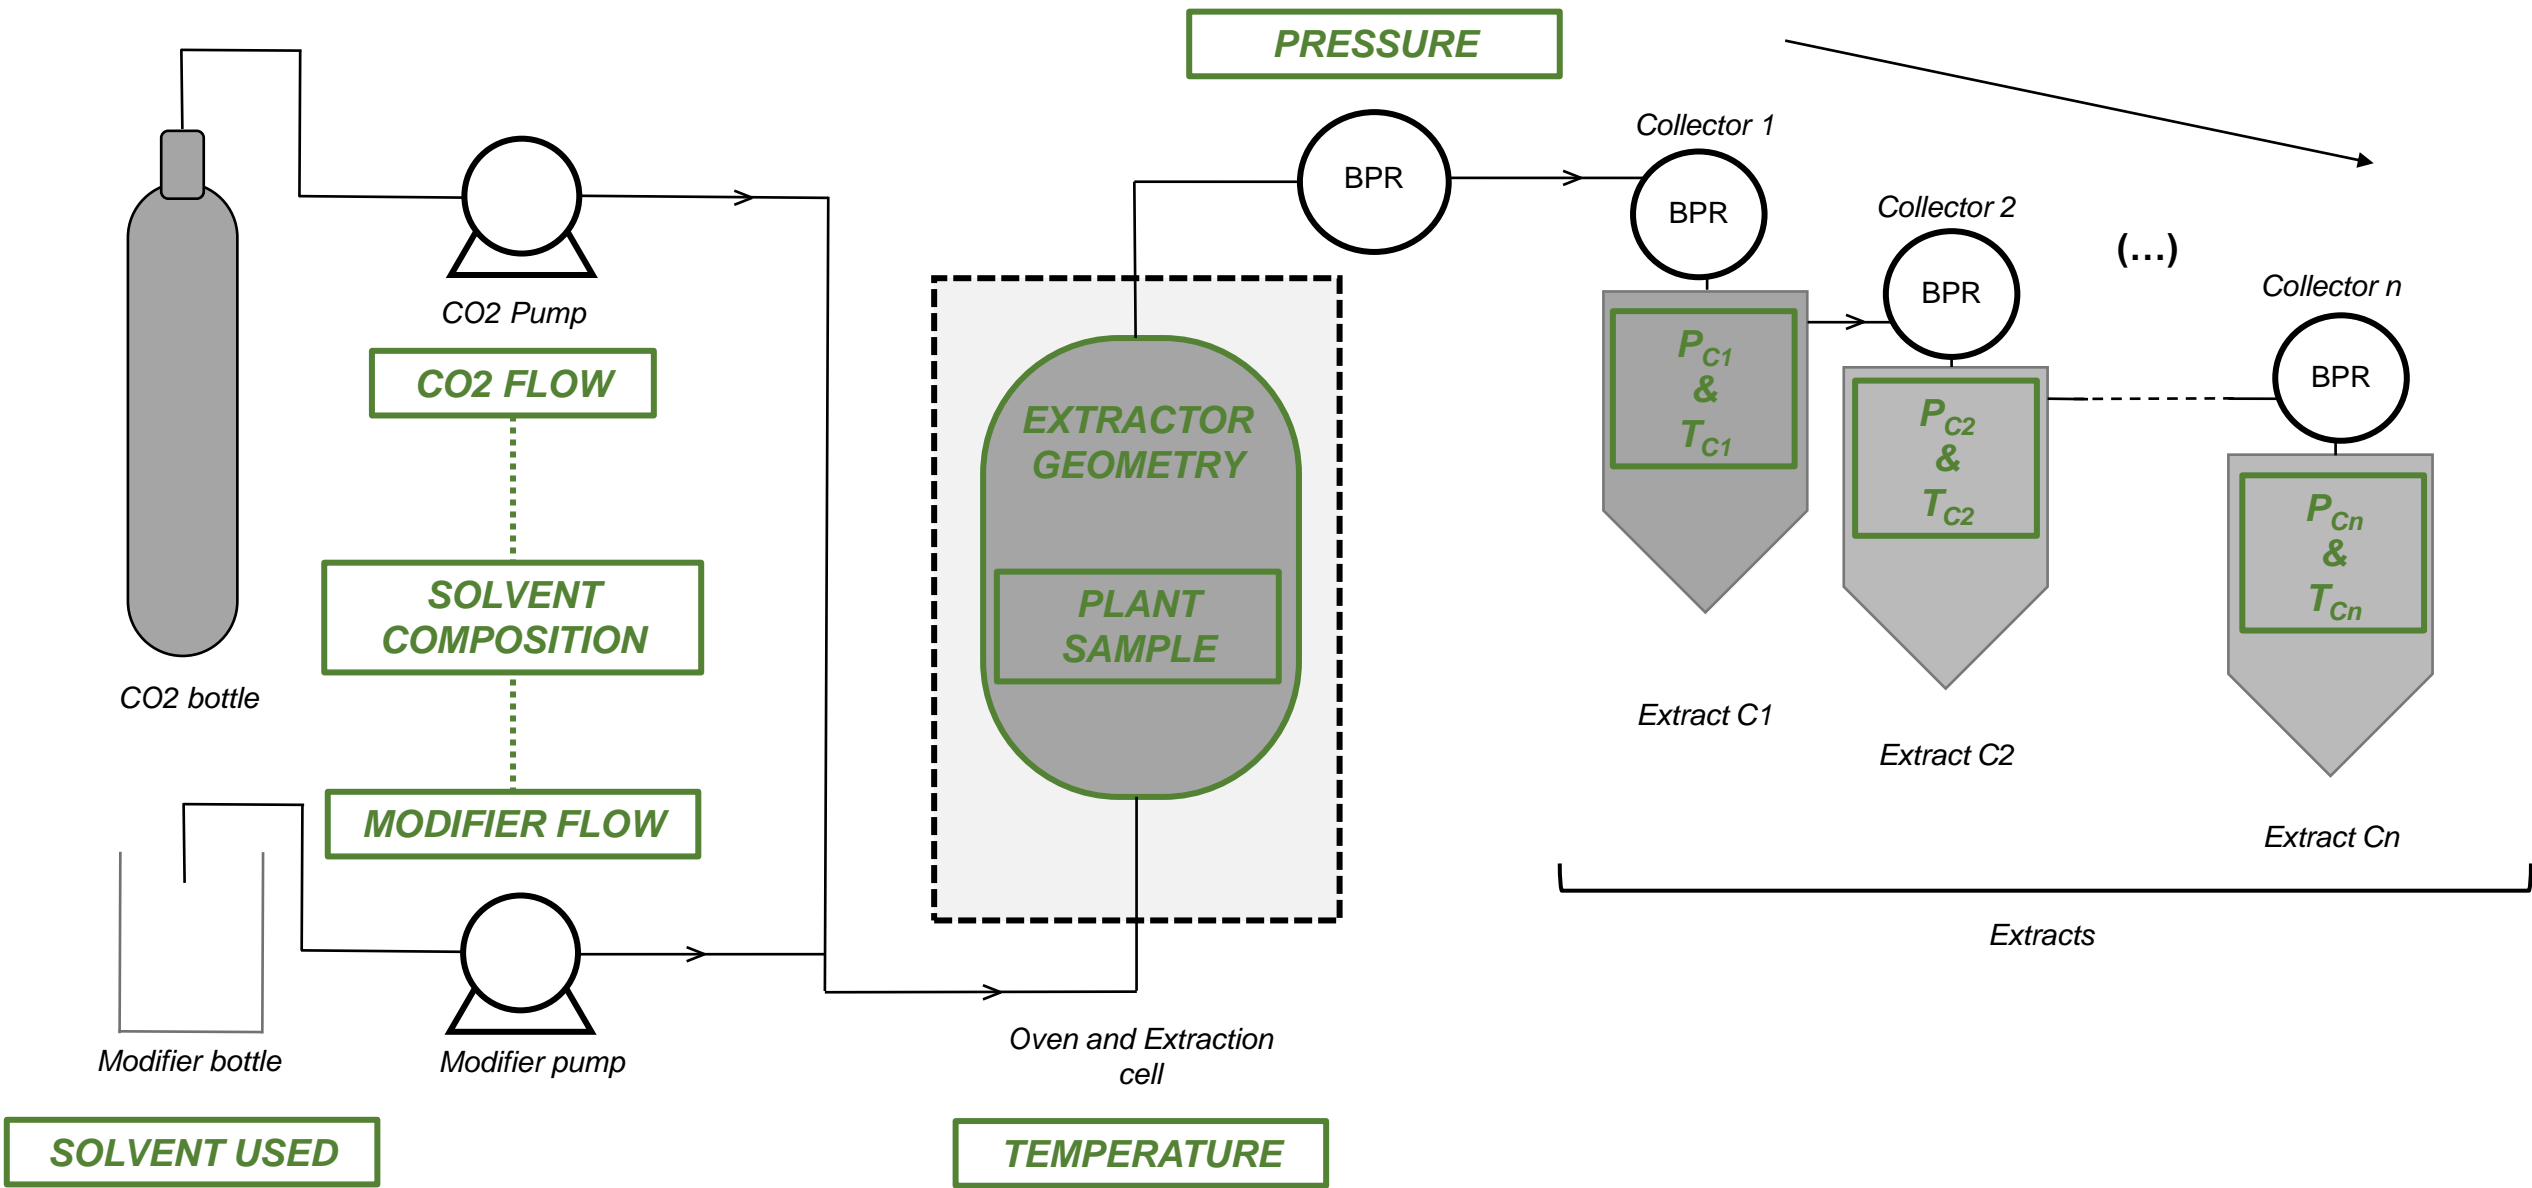 PRESSURE
Collector 1
BPR
BPR
Collector 2
BPR
(...)
Collector n
BPR
CO2 Pump
CO2 FLOW
SOLVENT
COMPOSITION
MODIFIER FLOW
CO2 bottle
Modifier bottle
Modifier pump
SOLVENT USED
EXTRACTOR
GEOMETRY
PLANT
SAMPLE
Oven and Extraction
cell
TEMPERATURE
PC1
&
TC1
Extract C1
PC2
&
TC2
Extract C2
PCn
&
TCn
Extract Cn
Extracts